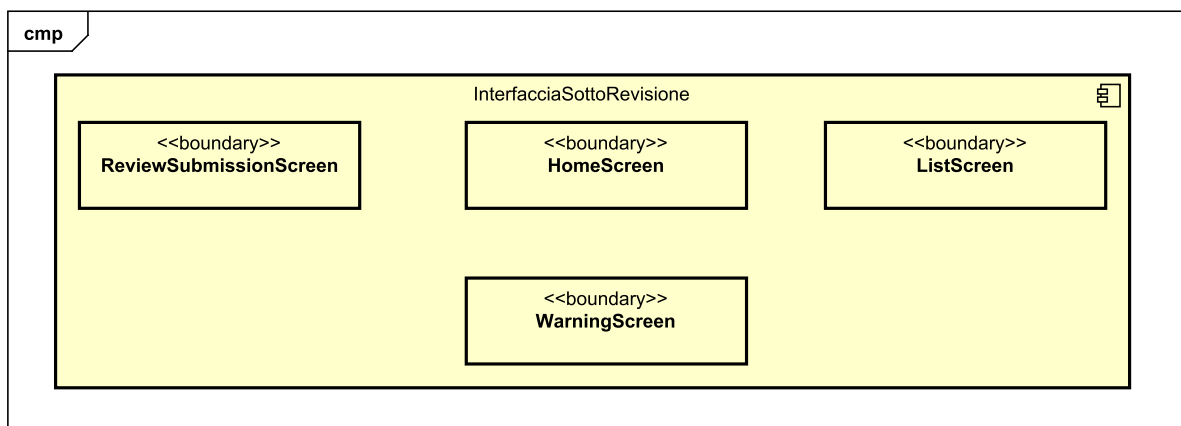 cmp
InterfacciaSottoRevisione
<<boundary>>
ReviewSubmissionScreen
<<boundary>>
HomeScreen
<<boundary>>
ListScreen
<<boundary>>
WarningScreen